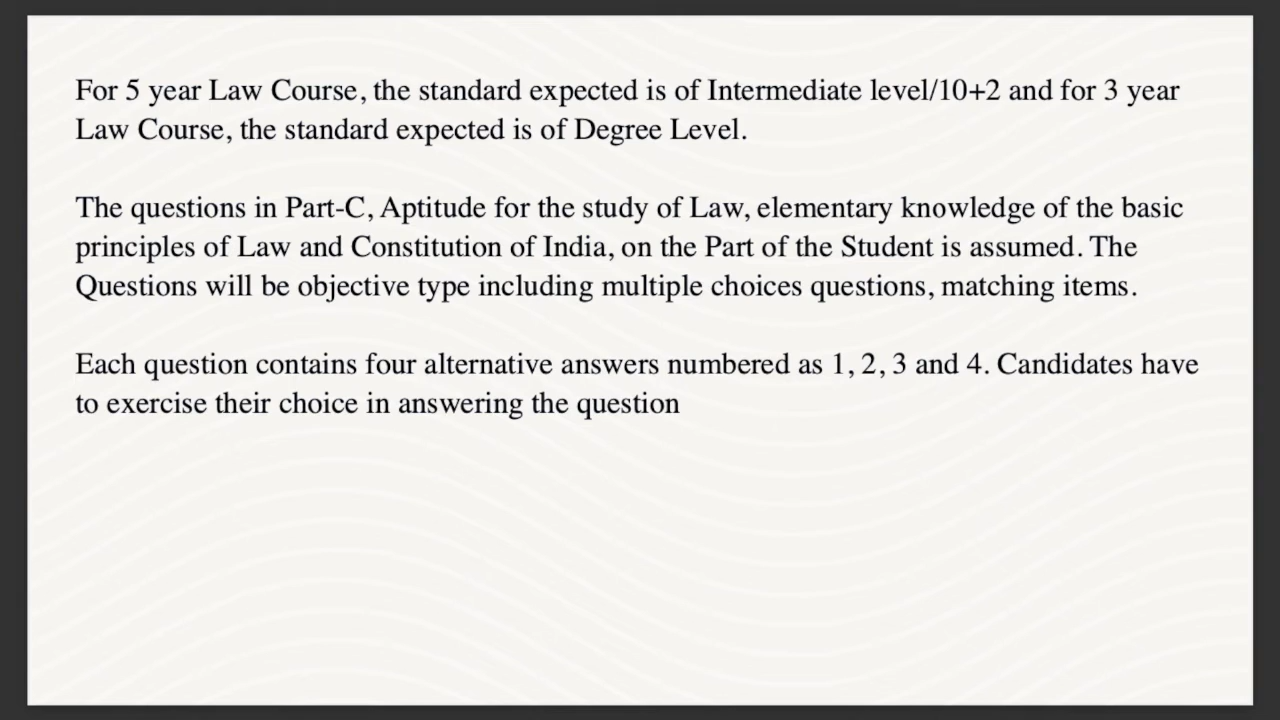 For 5 year Law Course, the standard expected is of Intermediate level/10+2 and for 3 year
Law Course, the standard expected is of Degree Level.
The questions in Part-C, Aptitude for the study of Law, elementary knowledge of the basic
principles of Law and Constitution of India, on the Part of the Student is assumed. The
Questions will be objective type including multiple choices questions, matching items.
Each question contains four alternative answers numbered as 1, 2, 3 and 4. Candidates have
to exercise their choice in answering the question